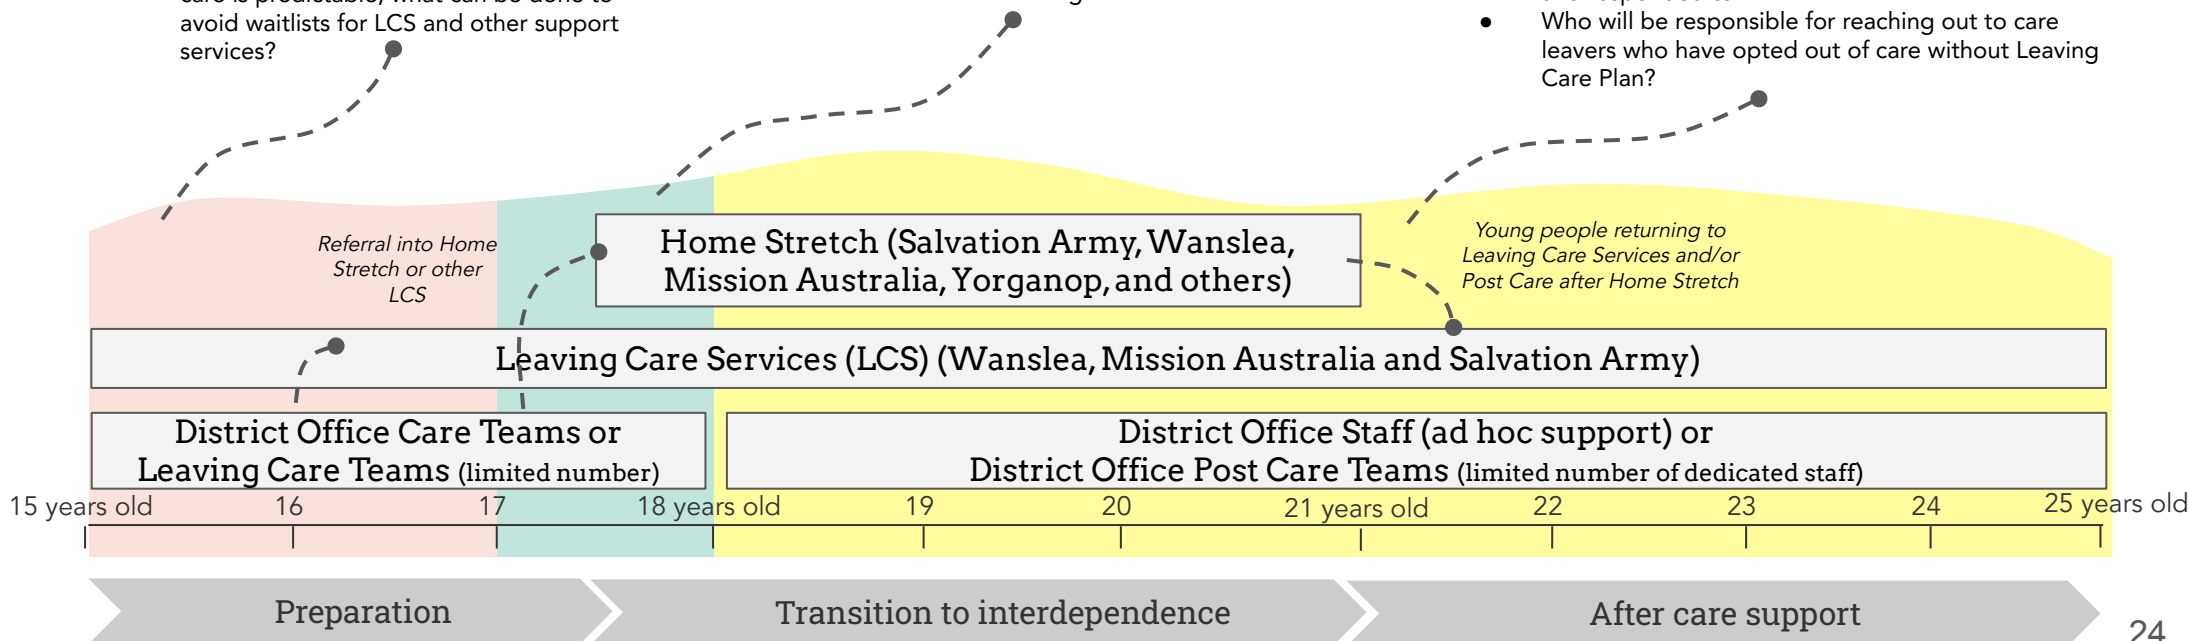 avoid waitlists for LCS and other support
services?
● Who will be responsible for reaching out to care
leavers who have opted out of care without Leaving
Care Plan?
Referral into Home
Stretch or other
LCS
Home Stretch (Salvation Army, Wanslea,
Mission Australia, Yorganop, and others)
Young people returning to
Leaving Care Services and/or
Post Care after Home Stretch
Leaving Care Services (LCS) (Wanslea, Mission Australia and Salvation Army)
District Office Care Teams or
Leaving Care Teams (limited number)
District Office Staff (ad hoc support) or
District Office Post Care Teams (limited number of dedicated staff)
15 years old 16 17 18 years old 19 20 21 years old 22 23 24 25 years old
Preparation
Transition to interdependence
After care support
24